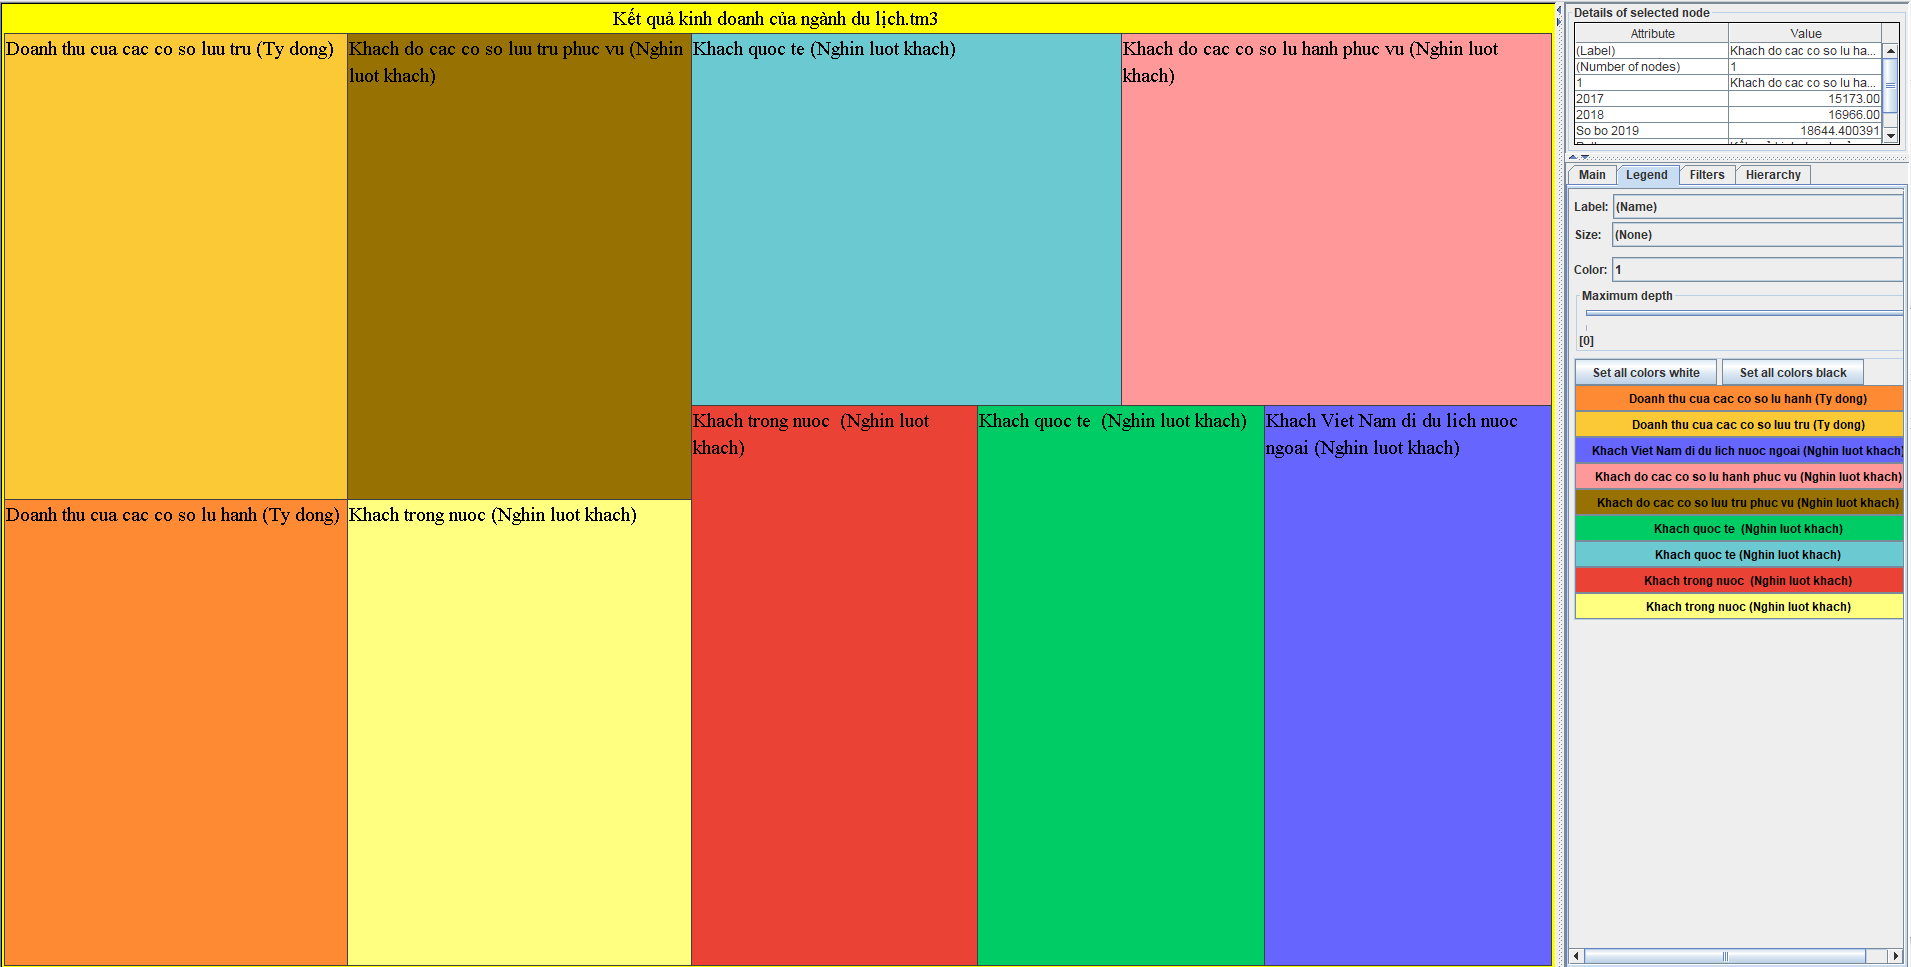 Kết quả kinh doanh của ngành du lịch.tm3
Doanh thu cua cac co so luu tru (Ty dong)
Khach do cac co so luu tru phuc vu (Nghin
luot khach)
Khach quoc te (Nghin luot khach)
Khach do cac co so lu hanh phuc vu (Nghin luot
khach)
Khach trong nuoc  (Nghin luot
khach)
Khach quoc te  (Nghin luot khach)
Khach Viet Nam di du lich nuoc
ngoai (Nghin luot khach)
Doanh thu cua cac co so lu hanh (Ty dong)
Khach trong nuoc (Nghin luot khach)
Details of selected node
Attribute Value
(Label) Khach do cac co so lu ha...
(Number of nodes) 1
1 Khach do cac co so lu ha...
2017 15173.00
2018 16966.00
So bo 2019 18644.400391
Main Legend Filters Hierarchy
Label: (Name)
Size: (None)
Color: 1
Maximum depth
[0]
Set all colors white Set all colors black
Doanh thu cua cac co so lu hanh (Ty dong)
Doanh thu cua cac co so luu tru (Ty dong)
Khach Viet Nam di du lich nuoc ngoai (Nghin luot khach)
Khach do cac co so lu hanh phuc vu (Nghin luot khach)
Khach do cac co so luu tru phuc vu (Nghin luot khach)
Khach quoc te  (Nghin luot khach)
Khach quoc te (Nghin luot khach)
Khach trong nuoc  (Nghin luot khach)
Khach trong nuoc (Nghin luot khach)